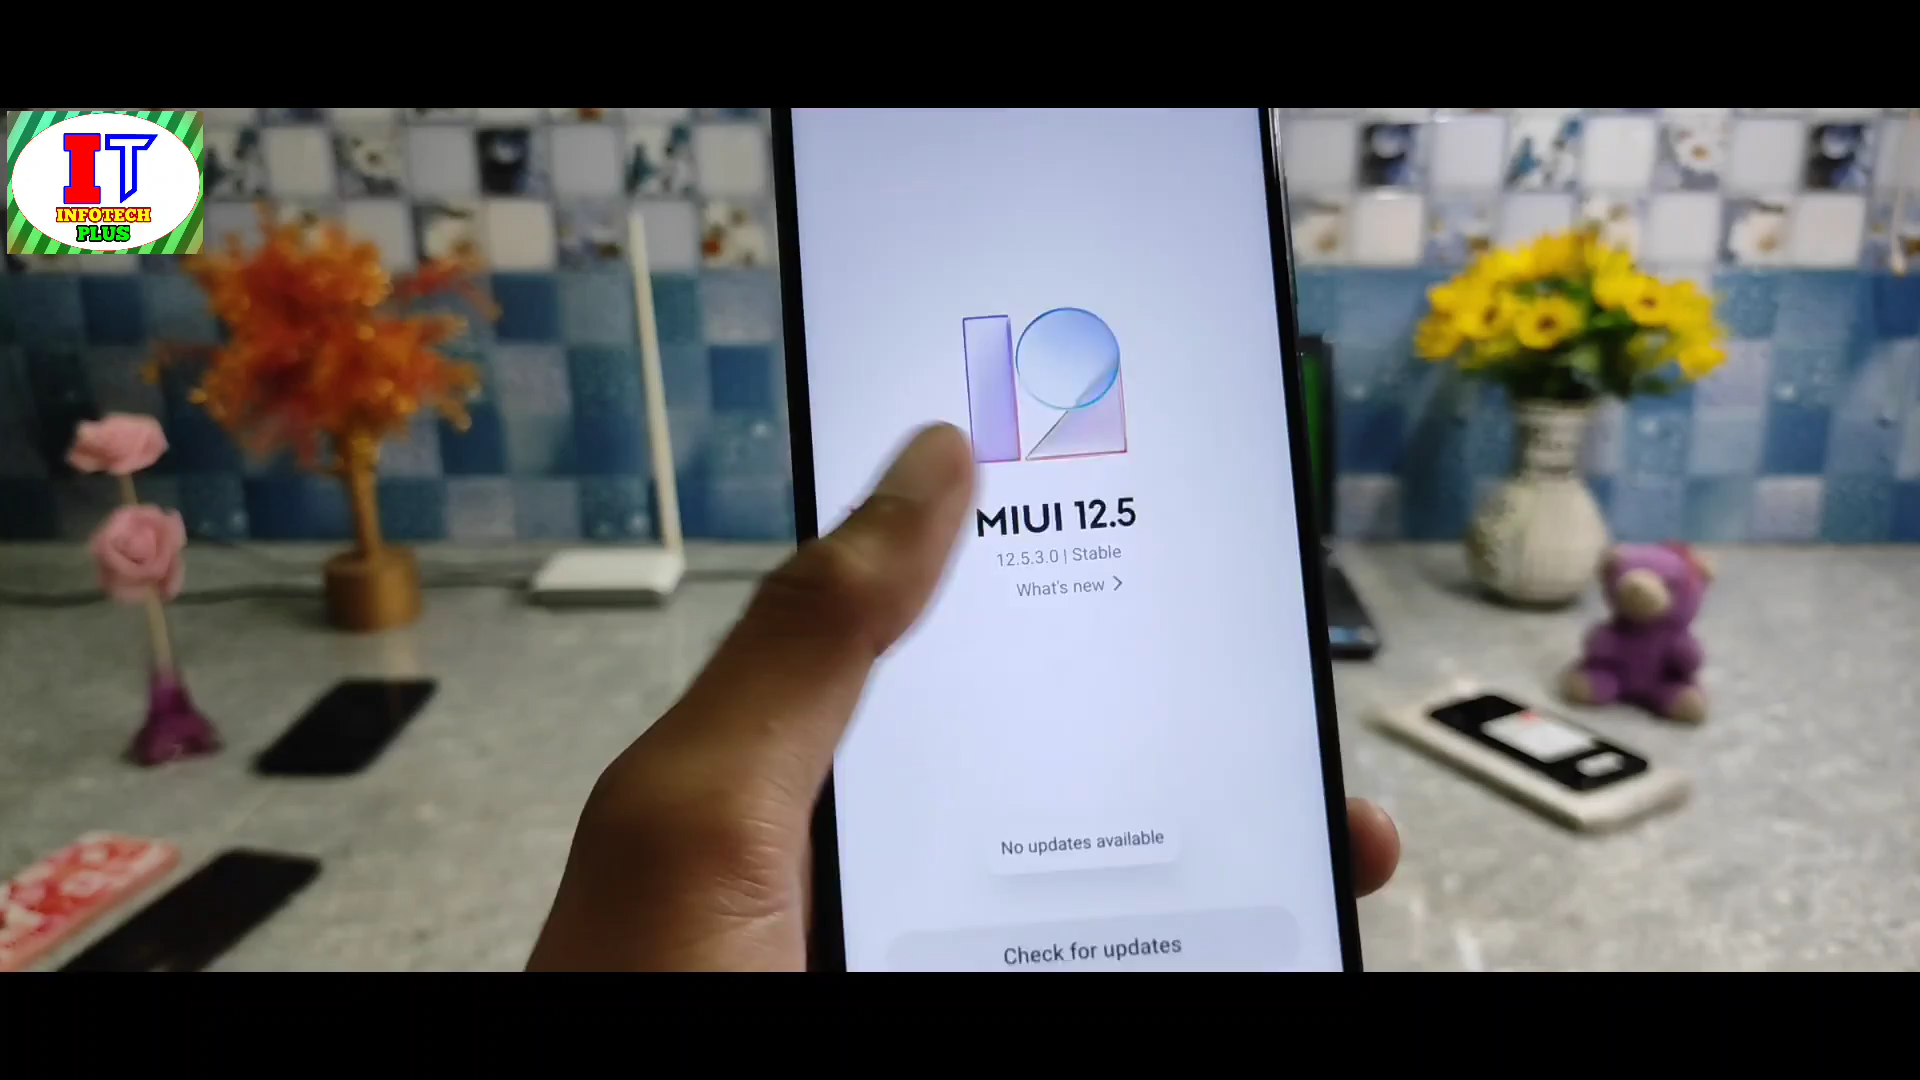 IT
INFOTECH
PLUS
12
MIUI 12.5
12.5.3.0 | Stable
What's new >
No updates available
Check for updates